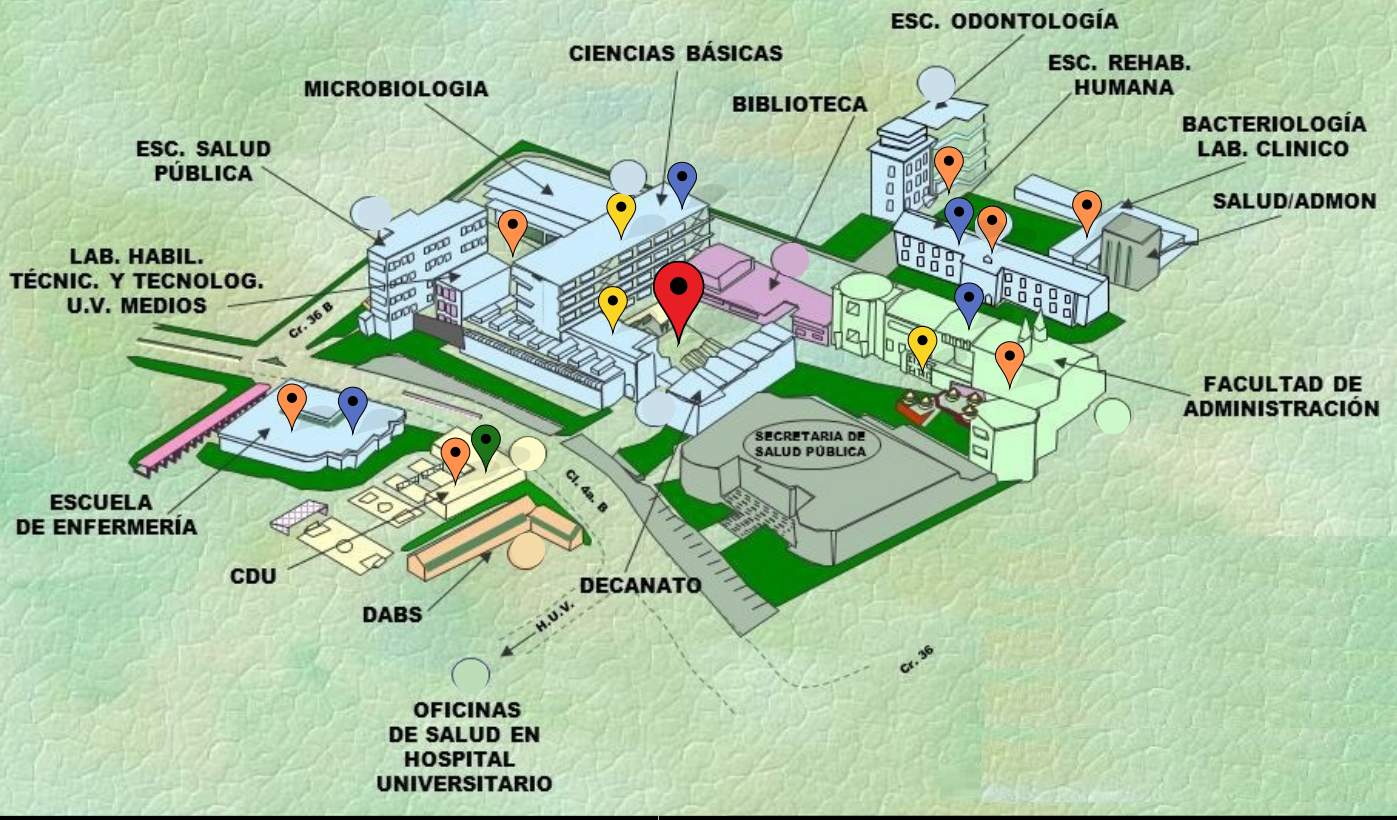 ESC. ODONTOLOGÍA
CIENCIAS BÁSICAS
ESC. REHAB.
HUMANA
MICROBIOLOGIA
BIBLIOTECA
BACTERIOLOGÍA
LAB. CLINICO
ESC. SALUD
PÚBLICA
SALUD/ADMON
LAB. HABIL.
TÉCNIC. Y TECNOLOG.
U.V. MEDIOS
Cr. 36 B
FACULTAD DE
ADMINISTRACIÓN
SECRETARIA DE
SALUD PÚBLICA
ESCUELA
DE ENFERMERÍA
Cl. 4a. B
CDU
DECANATO
DABS
H.U.V.
Cr. 36
OFICINAS
DE SALUD EN
HOSPITAL
UNIVERSITARIO